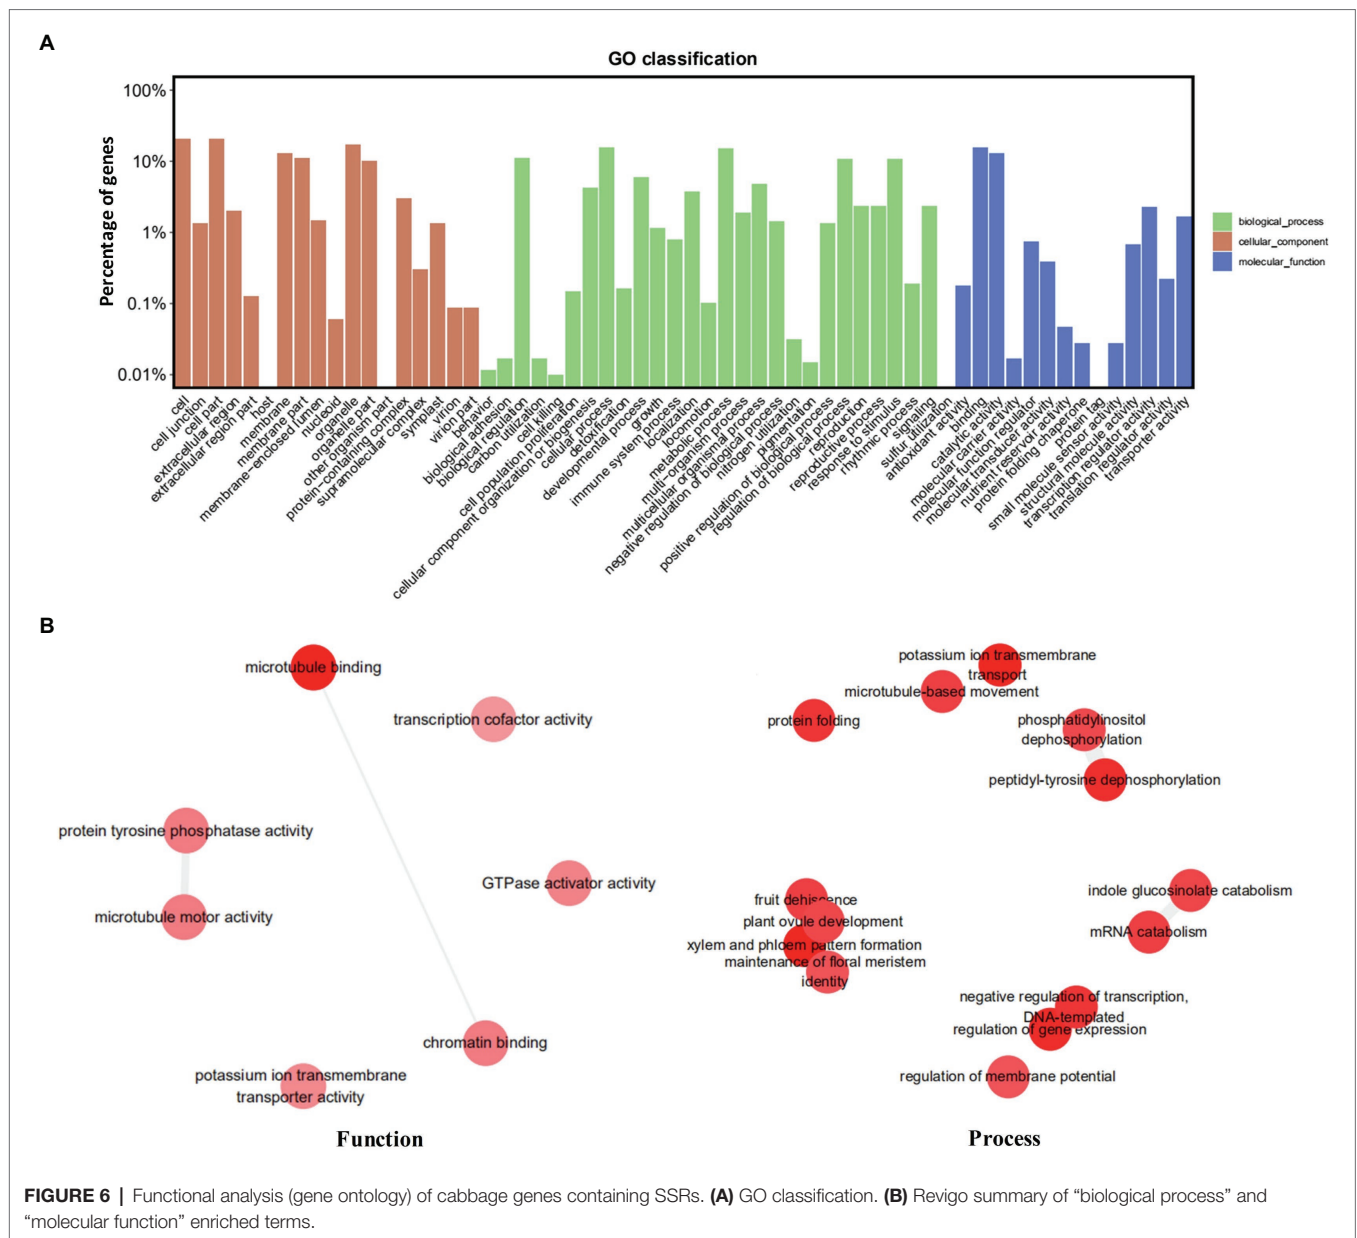 A
GO classification
Percentage of genes
100%
10%
1%
0.1%
0.01%
cell
cell junction
cell part
extracellular region
extracellular region part
host
membrane
membrane part
membrane-enclosed lumen
nucleoid
organelle
organelle part
other organism part
protein-containing complex
supramolecular complex
symplast
virion
virion part
behavior
biological adhesion
biological regulation
carbon utilization
cell killing
cell population proliferation
cellular component organization or biogenesis
cellular process
detoxification
developmental process
growth
immune system process
localization
locomotion
metabolic process
multi-organism process
multicellular organismal process
negative regulation of biological process
nitrogen utilization
pigmentation
positive regulation of biological process
regulation of biological process
reproduction
reproductive process
response to stimulus
rhythmic process
signaling
sulfur utilization
antioxidant activity
binding
catalytic activity
molecular carrier activity
molecular function regulator
molecular transducer activity
nutrient reservoir activity
protein folding chaperone
protein tag
small molecule sensor activity
structural molecule activity
transcription regulator activity
translation regulator activity
transporter activity
biological_process
cellular_component
molecular_function
B
microtubule binding
transcription cofactor activity
protein tyrosine phosphatase activity
GTPase activator activity
microtubule motor activity
chromatin binding
potassium ion transmembrane
transporter activity
Function
potassium ion transmembrane
transport
microtubule-based movement
protein folding
phosphatidylinositol
dephosphorylation
peptidyl-tyrosine dephosphorylation
fruit dehiscence
plant ovule development
xylem and phloem pattern formation
maintenance of floral meristem
identity
indole glucosinolate catabolism
mRNA catabolism
negative regulation of transcription,
DNA-templated
regulation of gene expression
regulation of membrane potential
Process
FIGURE 6 | Functional analysis (gene ontology) of cabbage genes containing SSRs. (A) GO classification. (B) Revigo summary of “biological process” and
“molecular function” enriched terms.